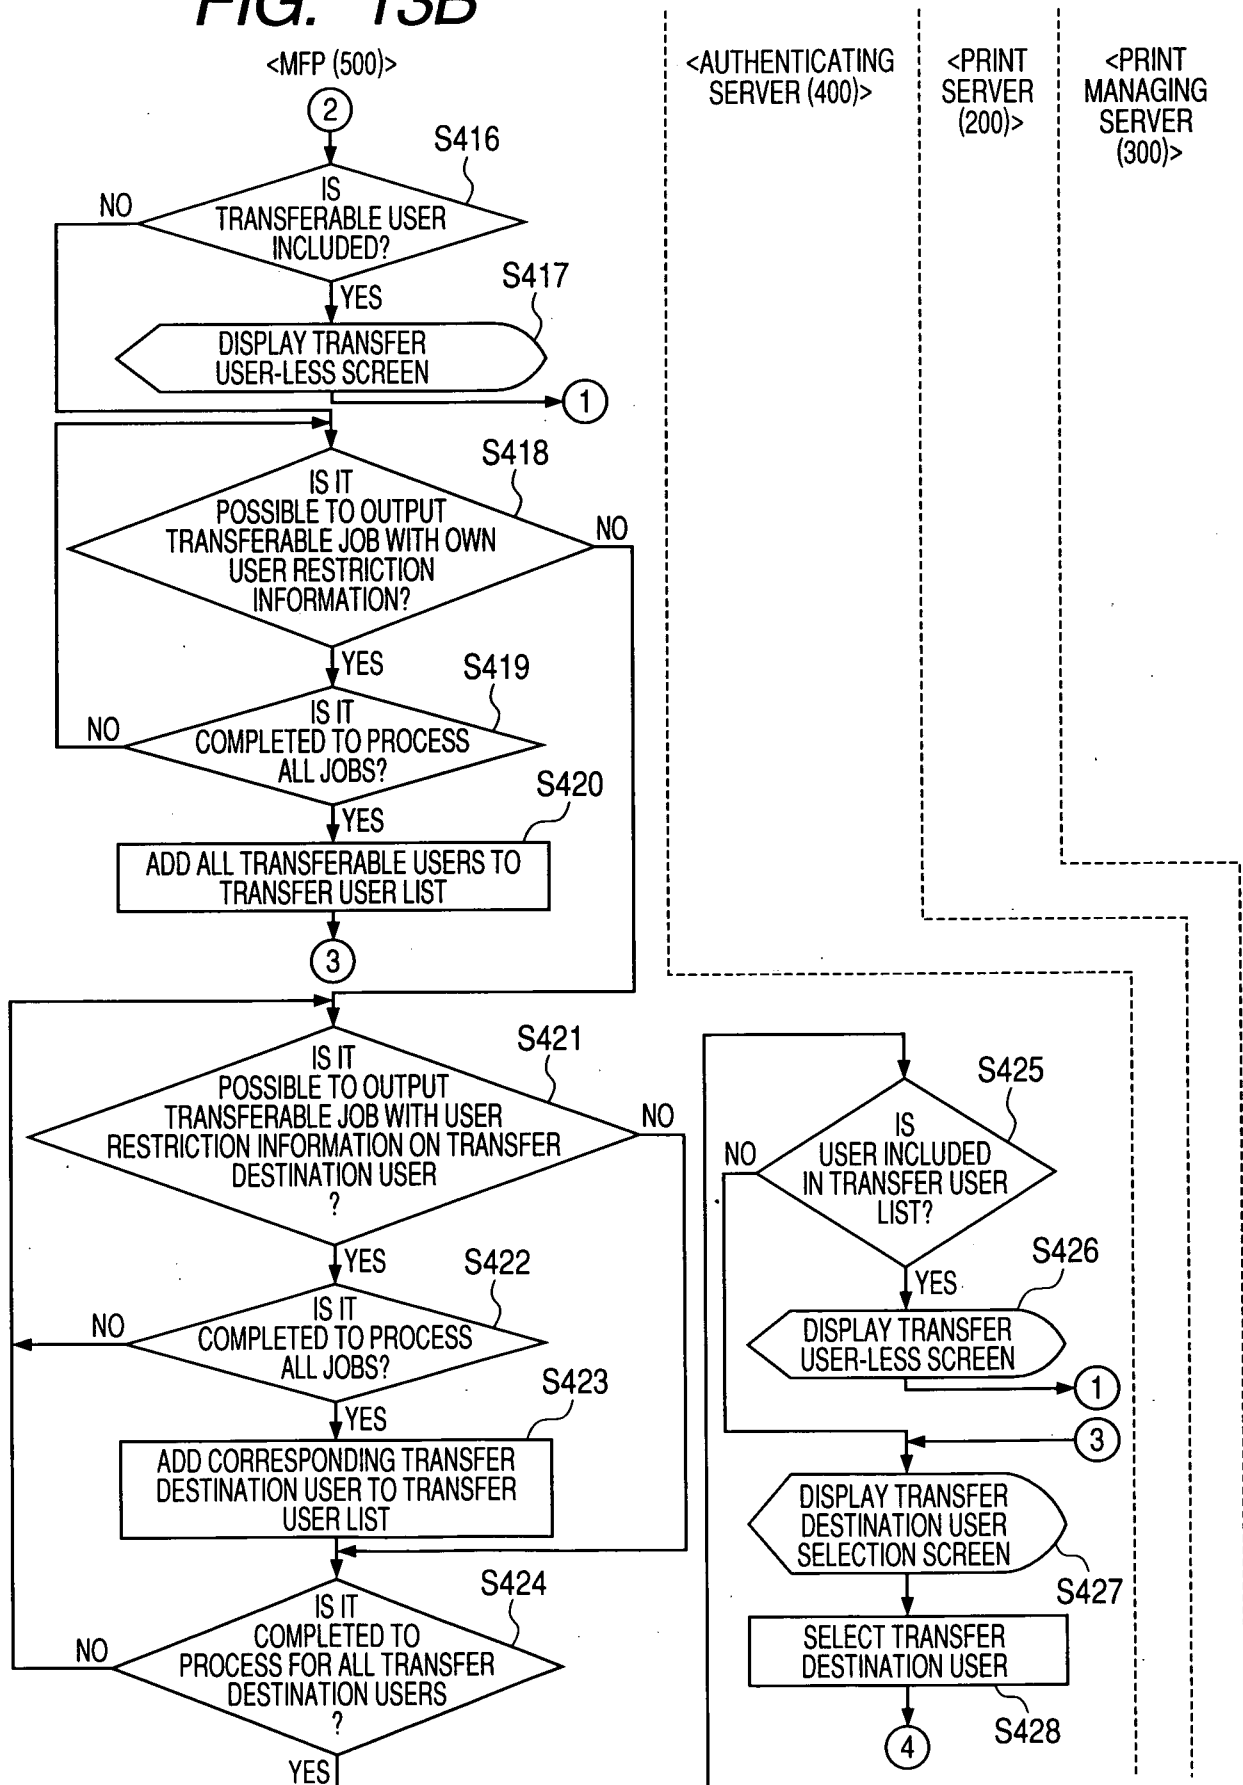 FIG. 13B
<MFP (500)>
<AUTHENTICATING
SERVER (400)>
<PRINT
SERVER
(200)>
<PRINT
MANAGING
SERVER
(300)>
2
S416
IS
TRANSFERABLE USER
INCLUDED?
NO
YES
S417
DISPLAY TRANSFER
USER-LESS SCREEN
1
S418
IS IT
POSSIBLE TO OUTPUT
TRANSFERABLE JOB WITH OWN
USER RESTRICTION
INFORMATION?
NO
YES
S419
IS IT
COMPLETED TO PROCESS
ALL JOBS?
NO
YES
S420
ADD ALL TRANSFERABLE USERS TO
TRANSFER USER LIST
3
S421
IS IT
POSSIBLE TO OUTPUT
TRANSFERABLE JOB WITH USER
RESTRICTION INFORMATION ON TRANSFER
DESTINATION USER
?
NO
YES
S422
IS IT
COMPLETED TO PROCESS
ALL JOBS?
NO
YES
S423
ADD CORRESPONDING TRANSFER
DESTINATION USER TO TRANSFER
USER LIST
S424
IS IT
COMPLETED TO
PROCESS FOR ALL TRANSFER
DESTINATION USERS
?
NO
YES
S425
IS
USER INCLUDED
IN TRANSFER USER
LIST?
NO
YES
S426
DISPLAY TRANSFER
USER-LESS SCREEN
1
3
DISPLAY TRANSFER
DESTINATION USER
SELECTION SCREEN
S427
SELECT TRANSFER
DESTINATION USER
S428
4